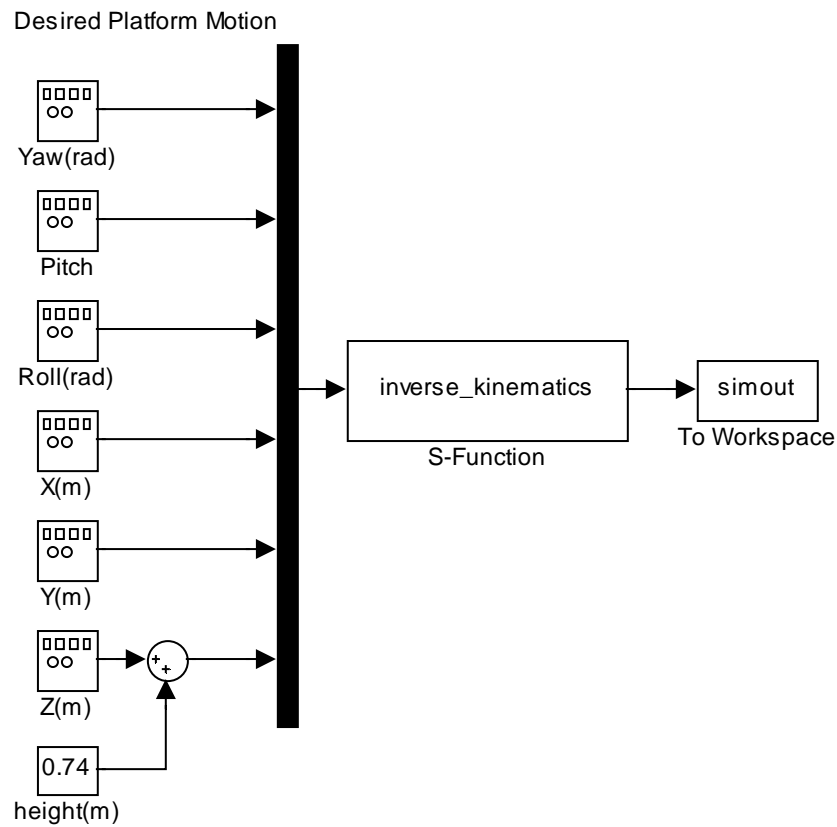 Desired Platform Motion
Yaw(rad)
Pitch
Roll(rad)
X(m)
Y(m)
Z(m)
0.74
height(m)
inverse_kinematics
S-Function
simout
To Workspace